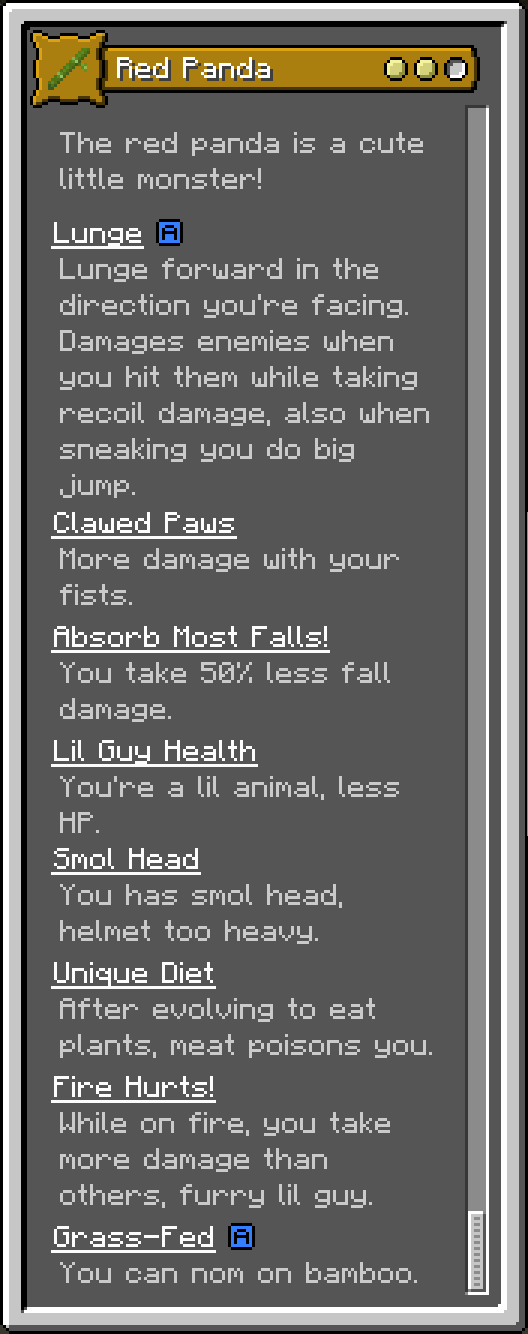 Red Panda
The red panda is a cute
little monster!
Lunge A
Lunge forward in the
direction you're facing.
Damages enemies when
you hit them while taking
recoil damage, also when
sneaking you do big
jump.
Clawed Paws
More damage with your
fists.
Absorb Most Falls!
You take 50% less fall
damage.
Lil Guy Health
You're a lil animal, less
HP.
Smol Head
You has smol head,
helmet too heavy.
Unique Diet
After evolving to eat
plants, meat poisons you.
Fire Hurts!
While on fire, you take
more damage than
others, furry lil guy.
Grass-Fed A
You can nom on bamboo.